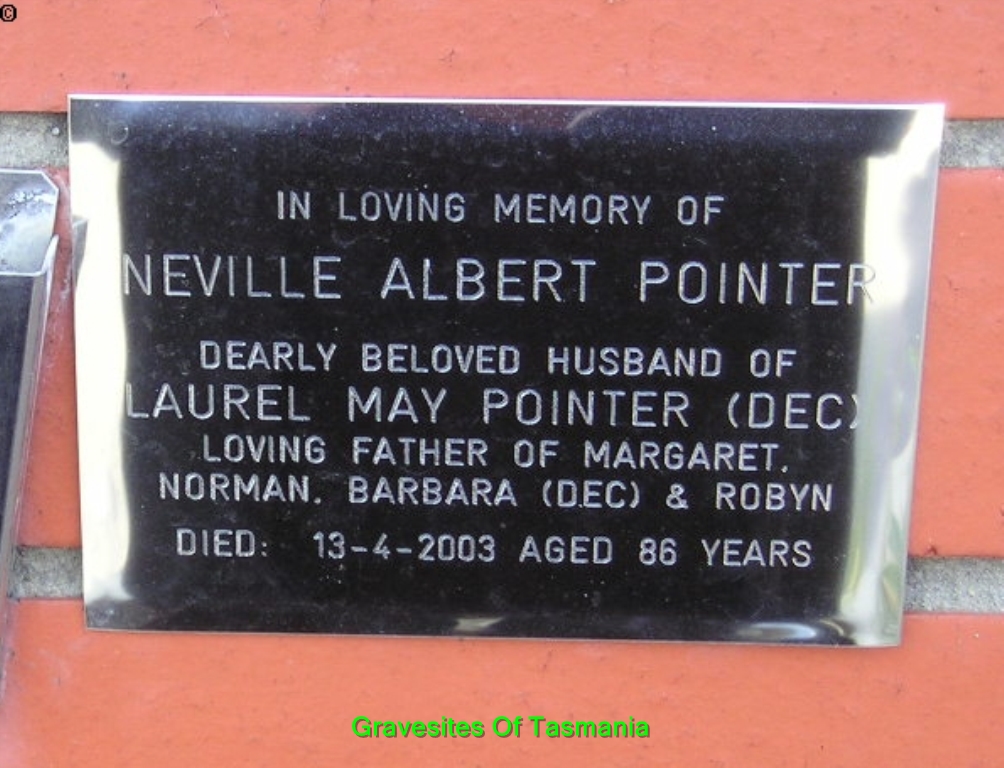 ©
IN LOVING MEMORY OF
NEVILLE ALBERT POINTER
DEARLY BELOVED HUSBAND OF
LAUREL MAY POINTER (DEC)
LOVING FATHER OF MARGARET,
NORMAN, BARBARA (DEC) & ROBYN
DIED: 13-4-2003 AGED 86 YEARS
Gravesites Of Tasmania